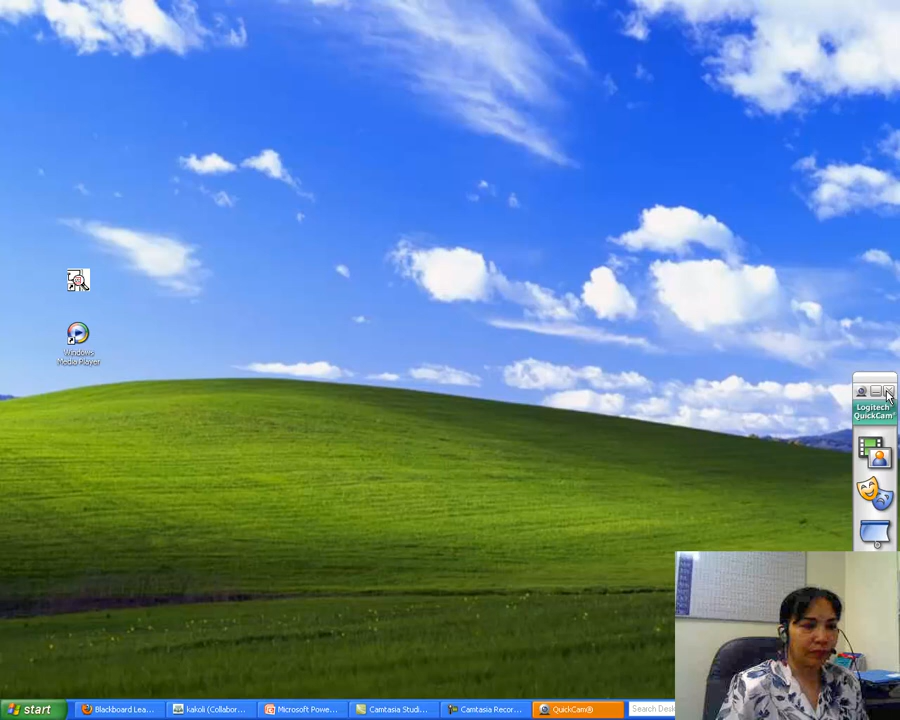 Windows
Media Player
Logitech®
QuickCam®
start
Blackboard Lea...
kakoli (Collabor...
Microsoft Powe...
Camtasia Studi...
Camtasia Recor...
QuickCam®
Search Desk